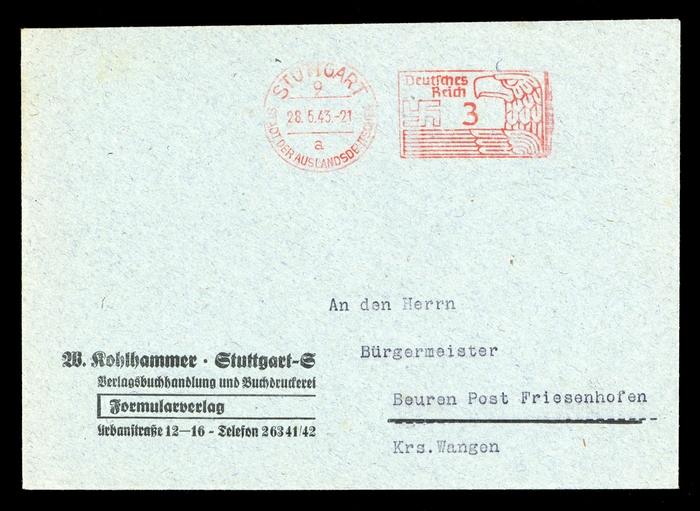 STUTTGART
9
28.5.43.-21
a
STADT DER AUSLANDSDEUTSCHEN
Deutsches
Reich
3
An den Herrn
Bürgermeister
Beuren Post Friesenhofen
Krs.Wangen
W. Kohlhammer · Stuttgart-S
Verlagsbuchhandlung und Buchdruckerei
Formularverlag
Urbanstraße 12—16 - Telefon 26341/42